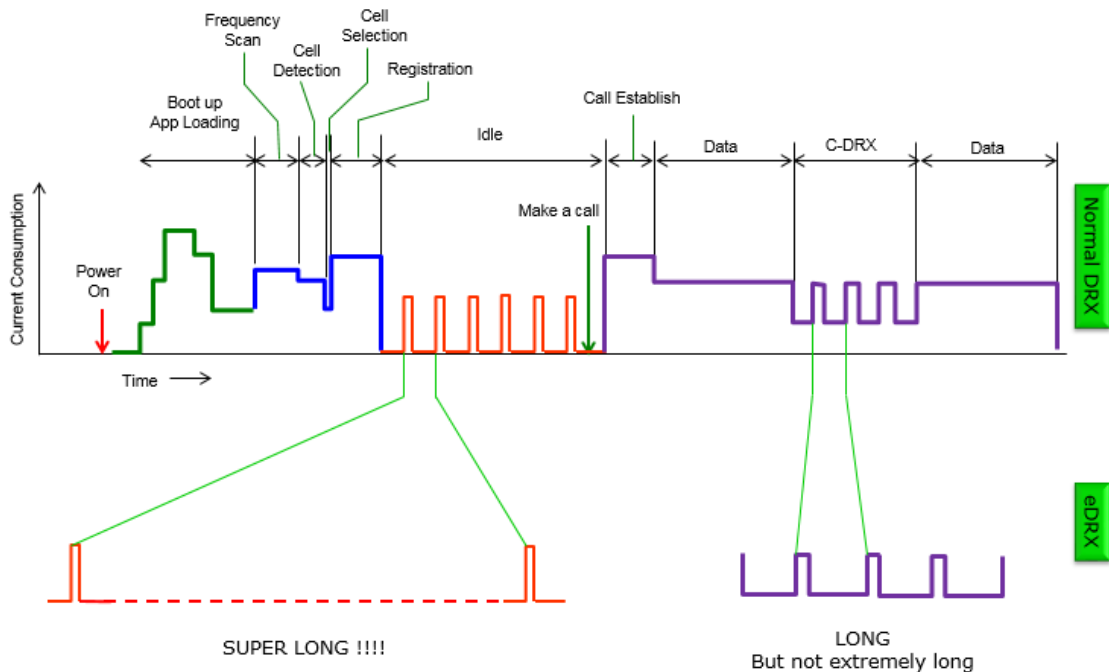 Frequency
Scan
Cell
Detection
Cell
Selection
Registration
Boot up
App Loading
Idle
Call Establish
Data
C-DRX
Data
Current Consumption
Power
On
Make a call
Time
Normal DRX
eDRX
SUPER LONG !!!!
LONG
But not extremely long